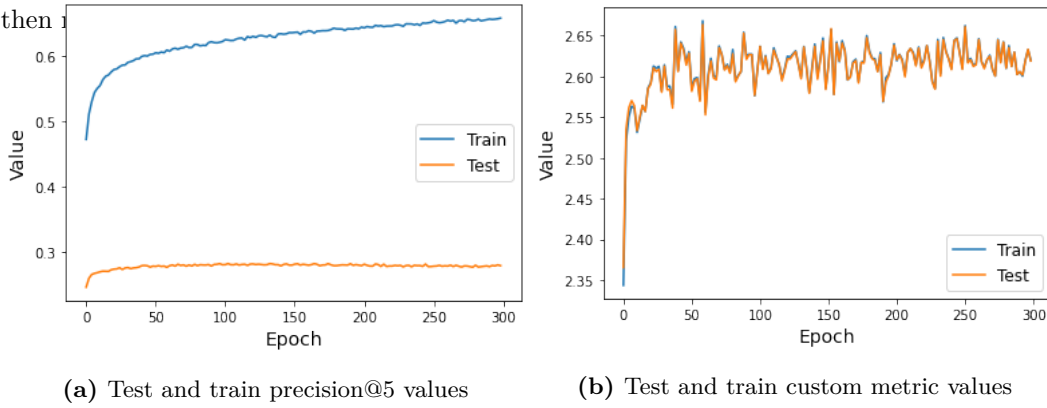 then
0.6
0.5
0.4
0.3
Value
Train
Test
0
50
100
150
200
250
300
Epoch
(a) Test and train precision@5 values
2.65
2.60
2.55
2.50
2.45
2.40
2.35
Value
Train
Test
0
50
100
150
200
250
300
Epoch
(b) Test and train custom metric values